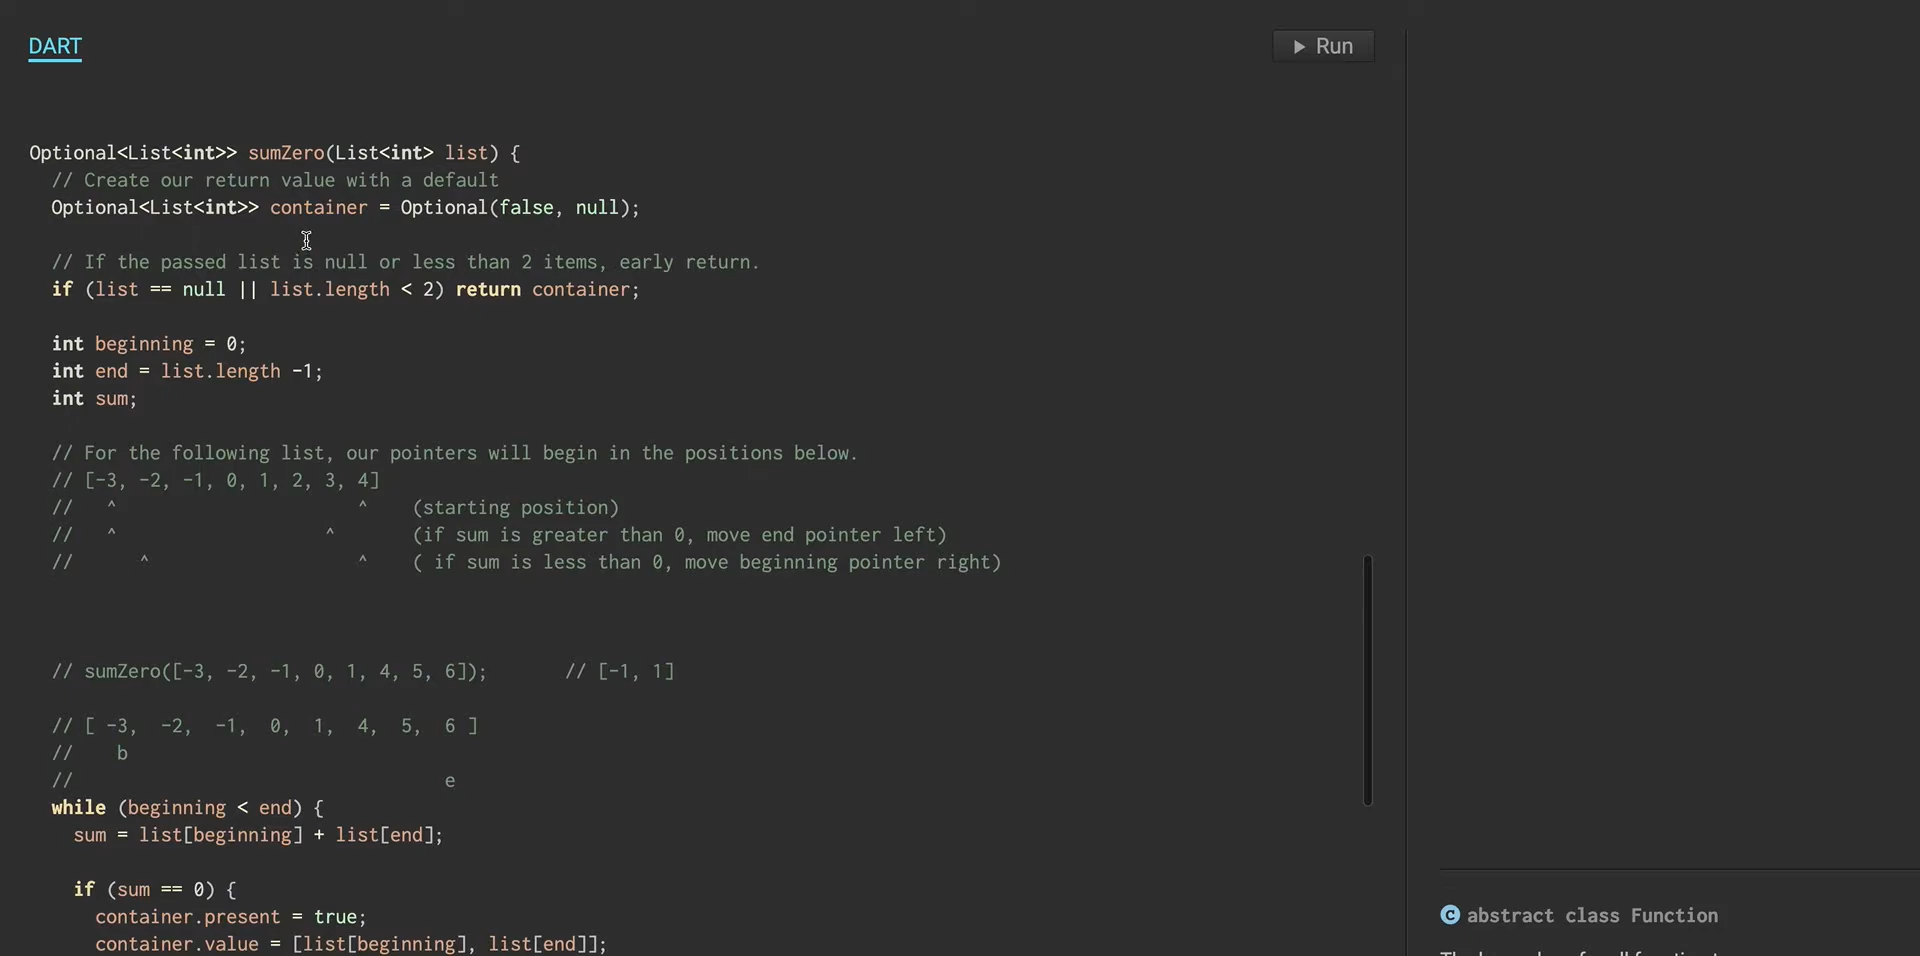 DART
Run
Optional<List<int>> sumZero(List<int> list) {
// Create our return value with a default
Optional<List<int>> container = Optional(false, null);
// If the passed list is null or less than 2 items, early return.
if (list == null || list.length < 2) return container;
int beginning = 0;
int end = list.length -1;
int sum;
// For the following list, our pointers will begin in the positions below.
// [-3, -2, -1, 0, 1, 2, 3, 4]
//   ^                      ^    (starting position)
//   ^                   ^       (if sum is greater than 0, move end pointer left)
//      ^                   ^    ( if sum is less than 0, move beginning pointer right)
// sumZero([-3, -2, -1, 0, 1, 4, 5, 6]);       // [-1, 1]
// [ -3,  -2,  -1,  0,  1,  4,  5,  6 ]
//    b
//                                  e
while (beginning < end) {
sum = list[beginning] + list[end];
if (sum == 0) {
container.present = true;
container.value = [list[beginning], list[end]];
C abstract class Function